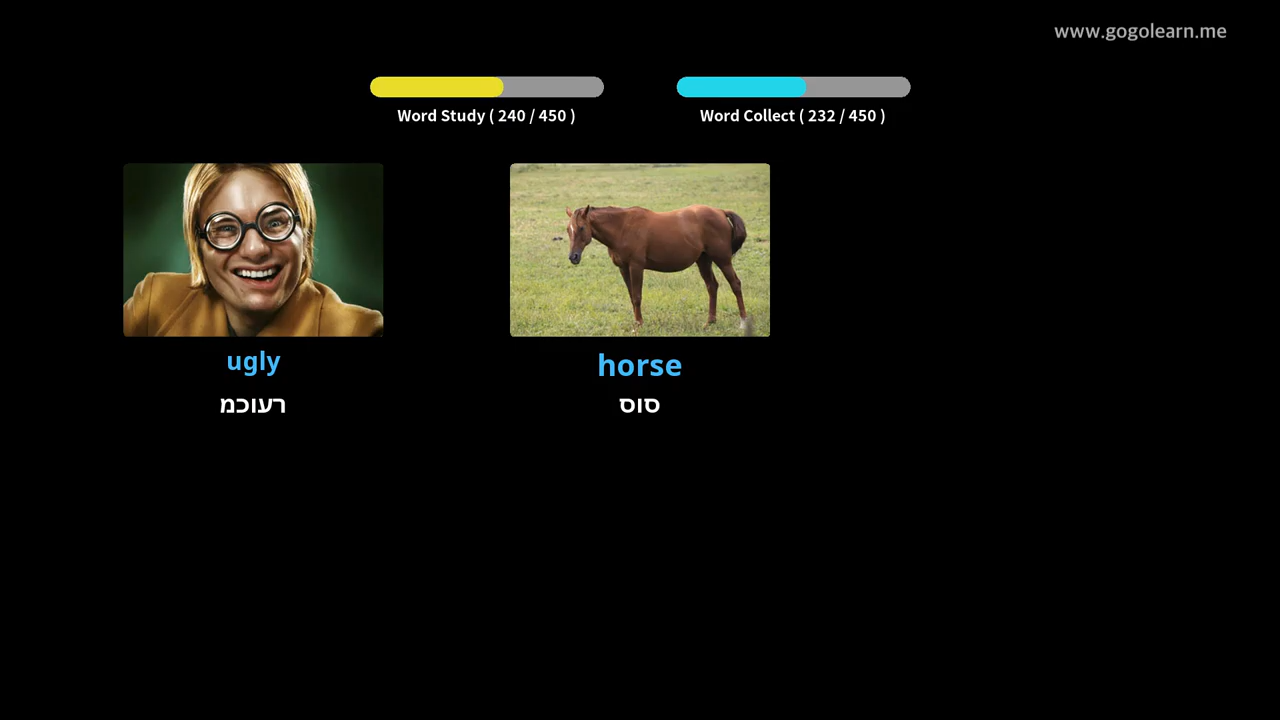 www.gogolearn.me
Word Study ( 240 / 450 )
Word Collect ( 232 / 450 )
ugly
horse
רעוכמ
סוס